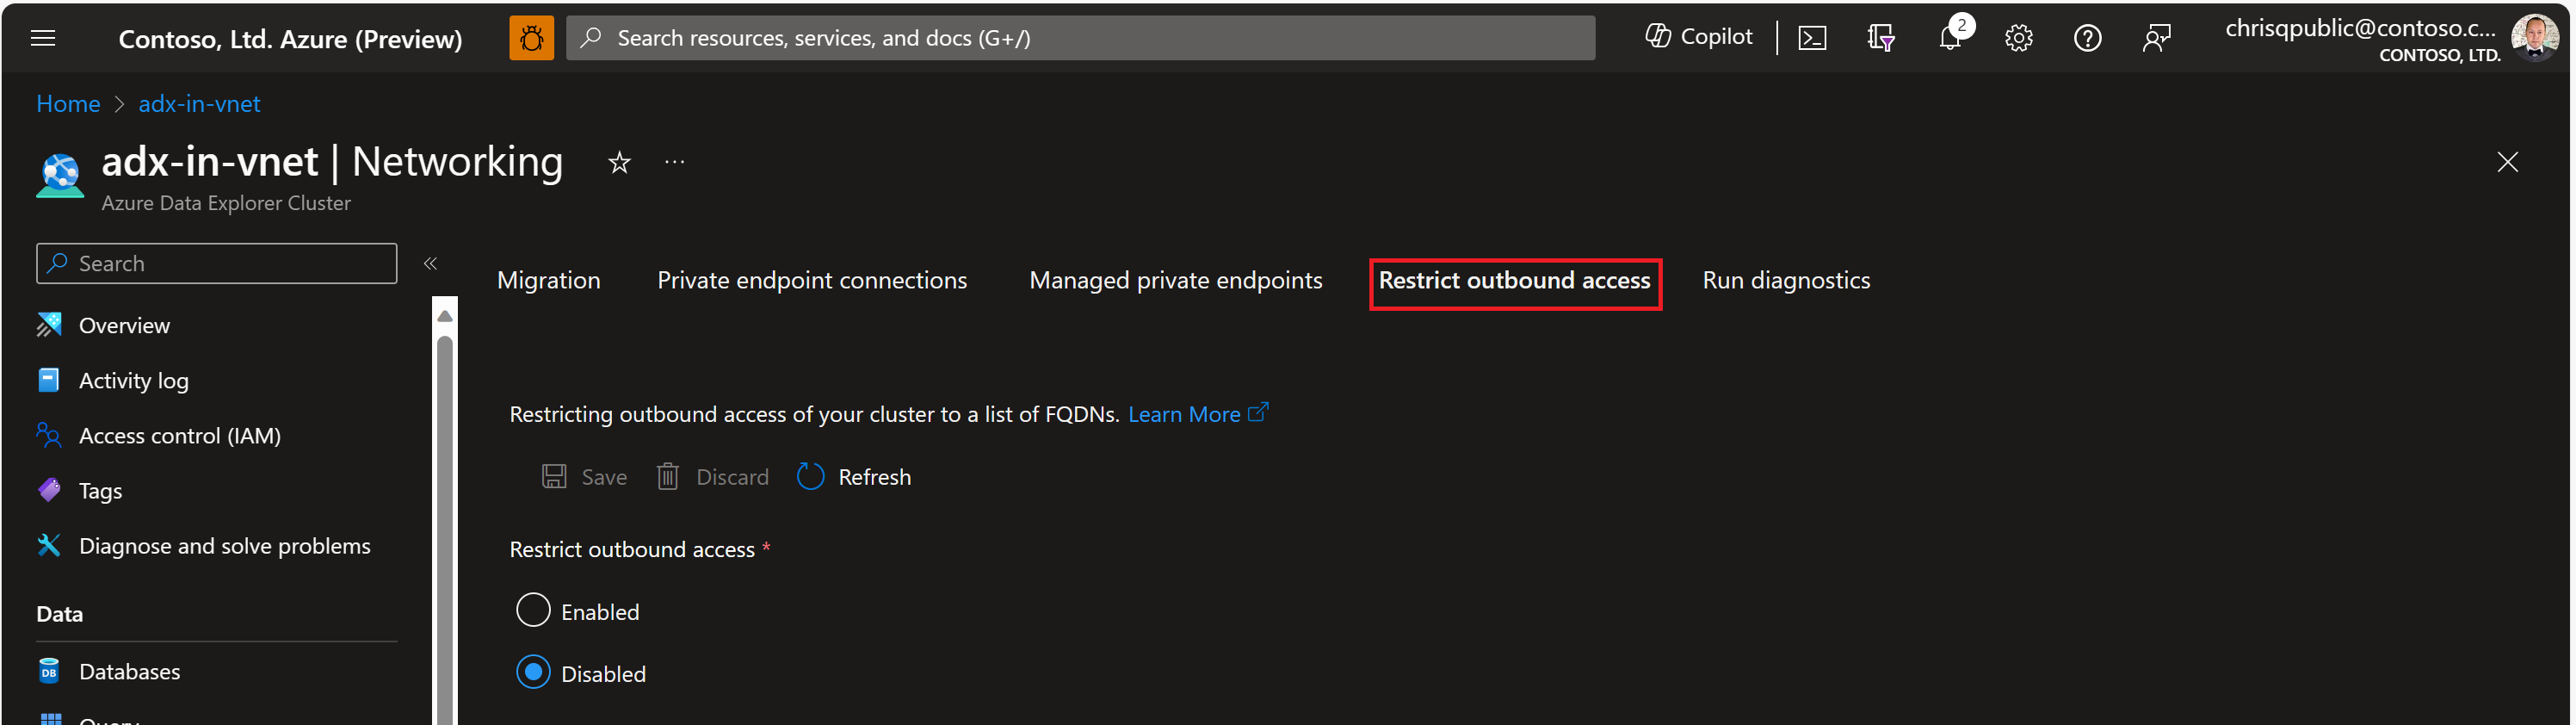 Contoso, Ltd. Azure (Preview)
Search resources, services, and docs (G+/)
Copilot
2
chrisqpublic@contoso.c...
CONTOSO, LTD.
Home > adx-in-vnet
adx-in-vnet | Networking
Azure Data Explorer Cluster
Search
Overview
Activity log
Access control (IAM)
Tags
Diagnose and solve problems
Data
DB
Databases
Query
Migration
Private endpoint connections
Managed private endpoints
Restrict outbound access
Run diagnostics
Restricting outbound access of your cluster to a list of FQDNs. Learn More
Save
Discard
Refresh
Restrict outbound access *
Enabled
Disabled